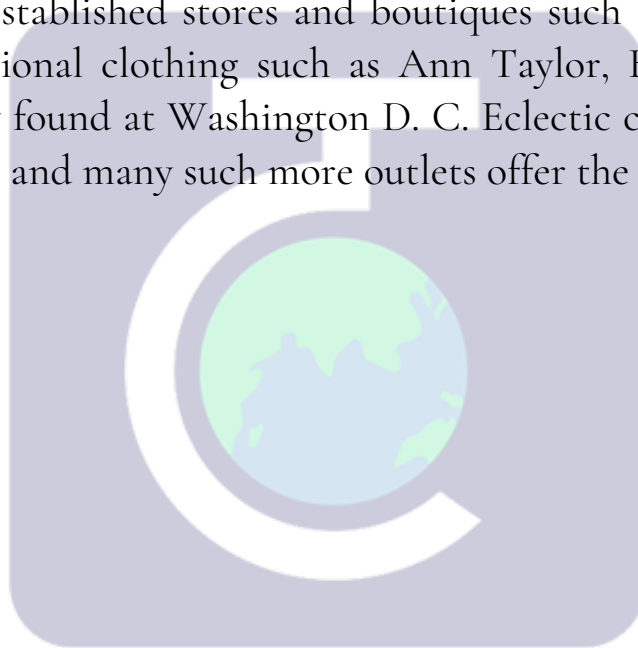 stablished stores and boutiques such
ional clothing such as Ann Taylor,
found at Washington D. C. Eclectic
and many such more outlets offer the